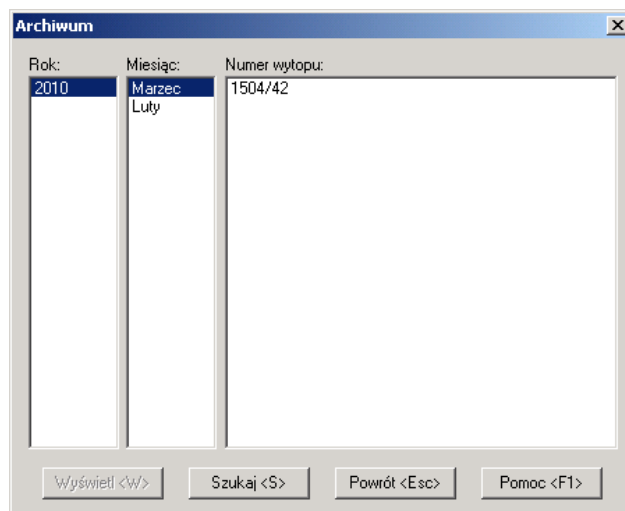 Archiwum
Rok: Miesiąc: Numer wytopu:
2010 Marzec 1504/42
Luty
Wyświetl <W> Szukaj <S> Powrót <Esc> Pomoc <F1>